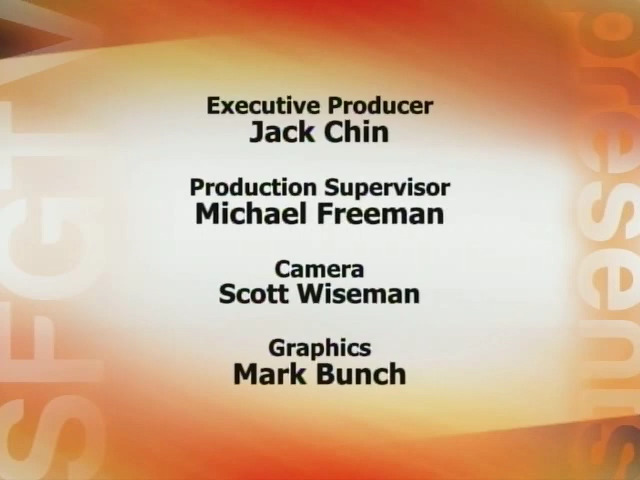 SFGTV
presents
Executive Producer
Jack Chin
Production Supervisor
Michael Freeman
Camera
Scott Wiseman
Graphics
Mark Bunch